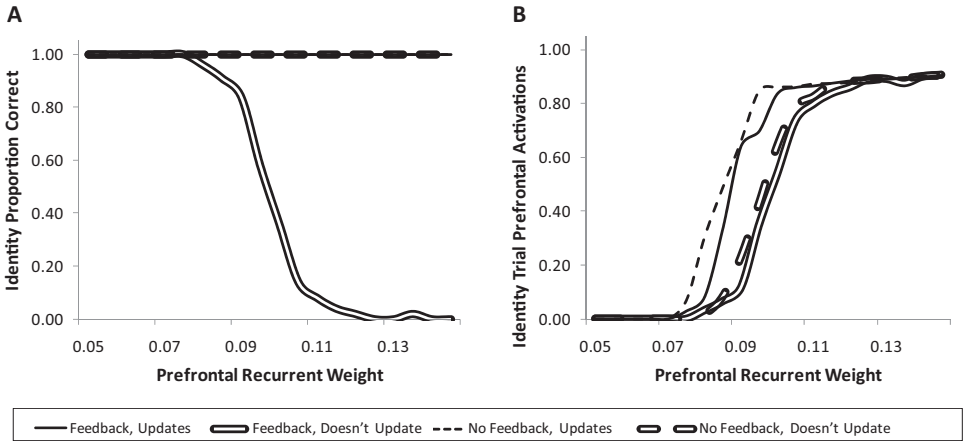 A
Identity Proportion Correct
1.00
0.80
0.60
0.40
0.20
0.00
0.05 0.07 0.09 0.11 0.13
Prefrontal Recurrent Weight
B
Identity Trial Prefrontal Activations
1.00
0.80
0.60
0.40
0.20
0.00
0.05 0.07 0.09 0.11 0.13
Prefrontal Recurrent Weight
Feedback, Updates Feedback, Doesn't Update No Feedback, Updates No Feedback, Doesn't Update